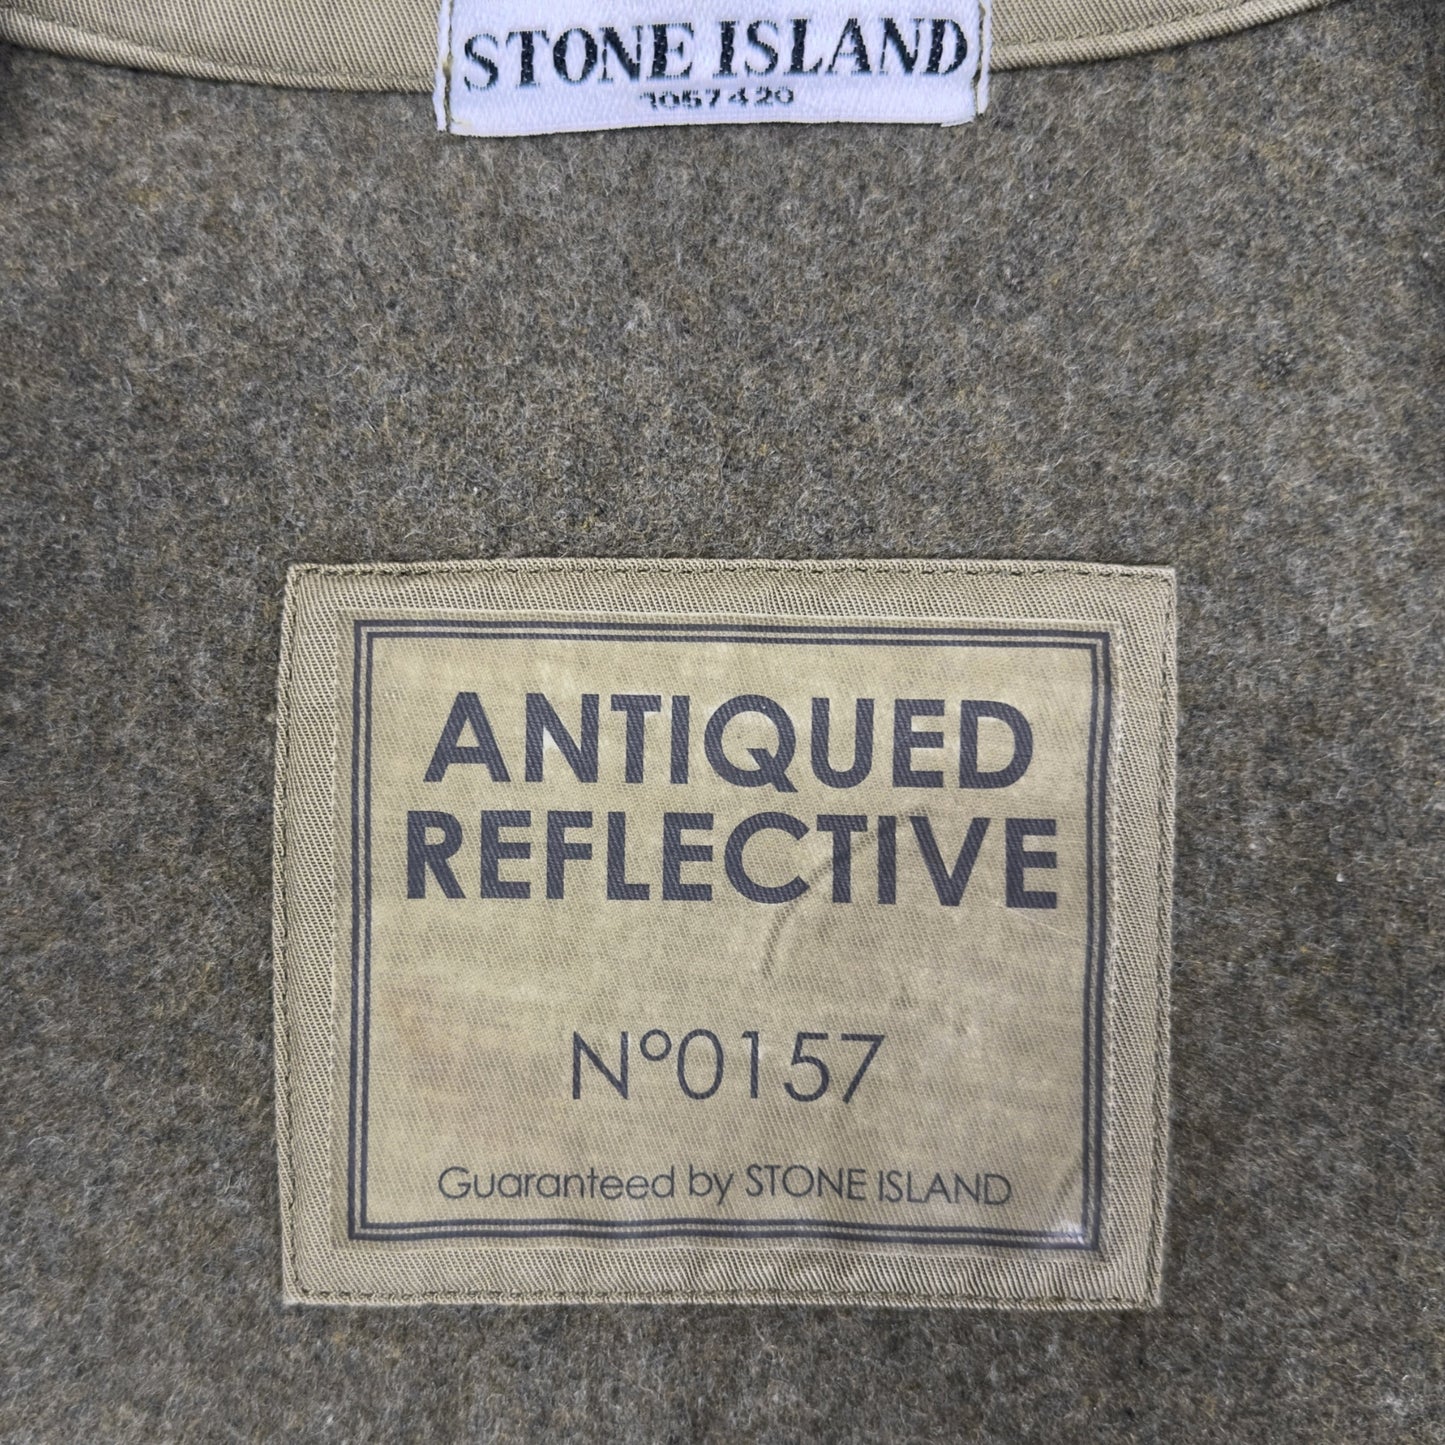 STONE ISLAND
1057420
ANTIQUED
REFLECTIVE
N°0157
Guaranteed by STONE ISLAND